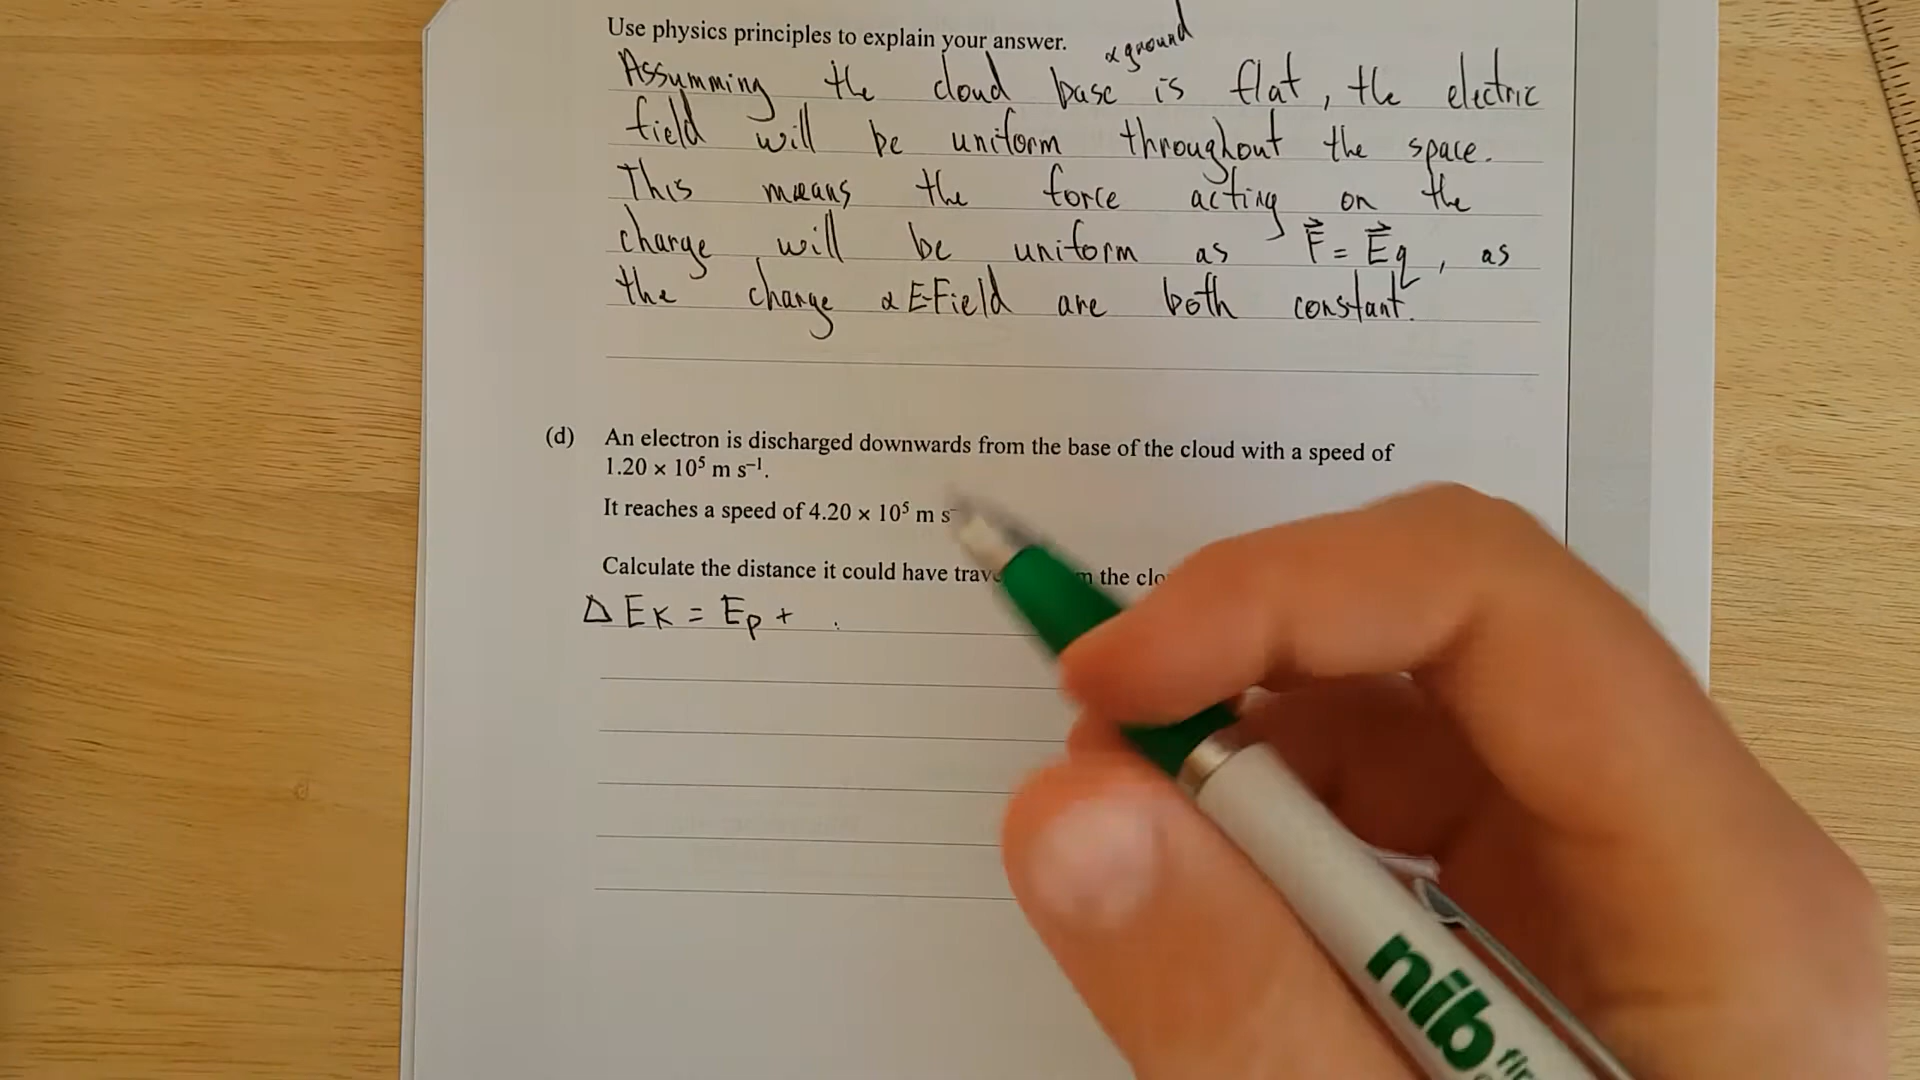 Use physics principles to explain your answer.
& ground
Assumming the cloud base is flat, the electric
field will be uniform throughout the space.
This means the force acting on the
charge will be uniform as F⃗ = E⃗q, as
the charge & E-Field are both constant.
(d) An electron is discharged downwards from the base of the cloud with a speed of
1.20 × 10⁵ m s⁻¹.
It reaches a speed of 4.20 × 10⁵ m s
Calculate the distance it could have the
Δ Ek = Ep +
nib